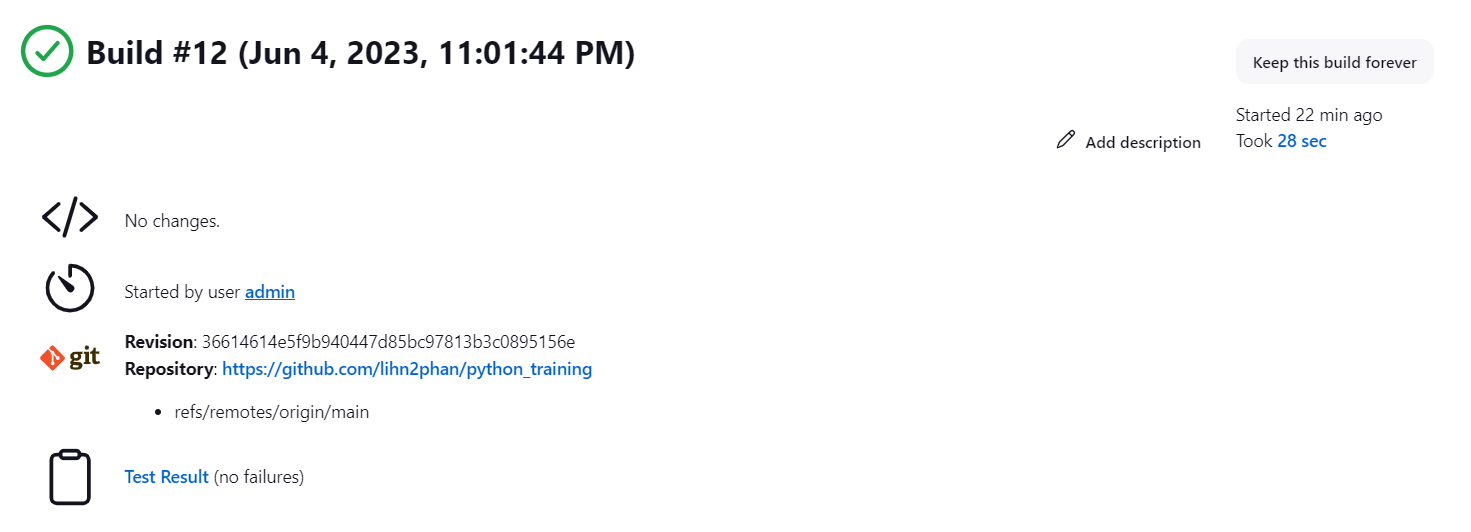 Build #12 (Jun 4, 2023, 11:01:44 PM)
Keep this build forever
Started 22 min ago
Add description
Took 28 sec
No changes.
Started by user admin
git
Revision: 36614614e5f9b940447d85bc97813b3c0895156e
Repository: https://github.com/lihn2phan/python_training
refs/remotes/origin/main
Test Result (no failures)